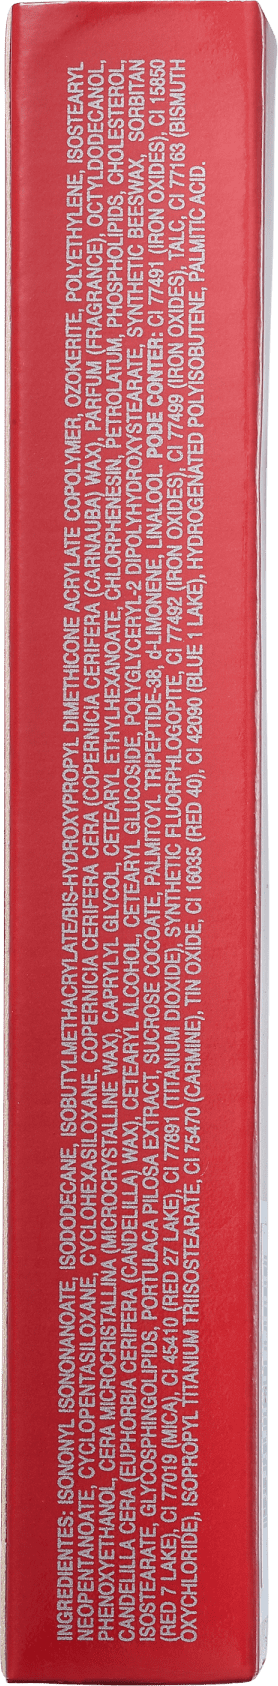 INGREDIENTES: ISONONYL ISONONANOATE, ISODODECANE, ISOBUTYLMETHACRYLATE/BIS-HYDROXYPROPYL DIMETHICONE ACRYLATE COPOLYMER, OZOKERITE, POLYETHYLENE, ISOSTEARYL
NEOPENTANOATE, CYCLOPENTASILOXANE, CYCLOHEXASILOXANE, COPERNICIA CERIFERA CERA (COPERNICIA CERIFERA (CARNAUBA) WAX), PARFUM (FRAGRANCE), OCTYLDODECANOL,
PHENOXYETHANOL, CERA MICROCRISTALLINA (MICROCRYSTALLINE WAX), CAPRYLYL GLYCOL, CETEARYL ETHYLHEXANOATE, CHLORPHENESIN, PETROLATUM, PHOSPHOLIPIDS, CHOLESTEROL,
CANDELILLA CERA (EUPHORBIA CERIFERA (CANDELILLA) WAX), CETEARYL ALCOHOL, CETEARYL GLUCOSIDE, POLYGLYCERYL-2 DIPOLYHYDROXYSTEARATE, SYNTHETIC BEESWAX, SORBITAN
ISOSTEARATE, GLYCOSPHINGOLIPIDS, PORTULACA PILOSA EXTRACT, SUCROSE COCOATE, PALMITOYL TRIPEPTIDE-38, d-LIMONENE, LINALOOL. PODE CONTER: CI 77491 (IRON OXIDES), CI 15850
(RED 7 LAKE), CI 77019 (MICA), CI 45410 (RED 27 LAKE), CI 77891 (TITANIUM DIOXIDE), SYNTHETIC FLUORPHLOGOPITE, CI 77492 (IRON OXIDES), CI 77499 (IRON OXIDES), TALC, CI 77163 (BISMUTH
OXYCHLORIDE), ISOPROPYL TITANIUM TRIISOSTEARATE, CI 75470 (CARMINE), TIN OXIDE, CI 16035 (RED 40), CI 42090 (BLUE 1 LAKE), HYDROGENATED POLYISOBUTENE, PALMITIC ACID.